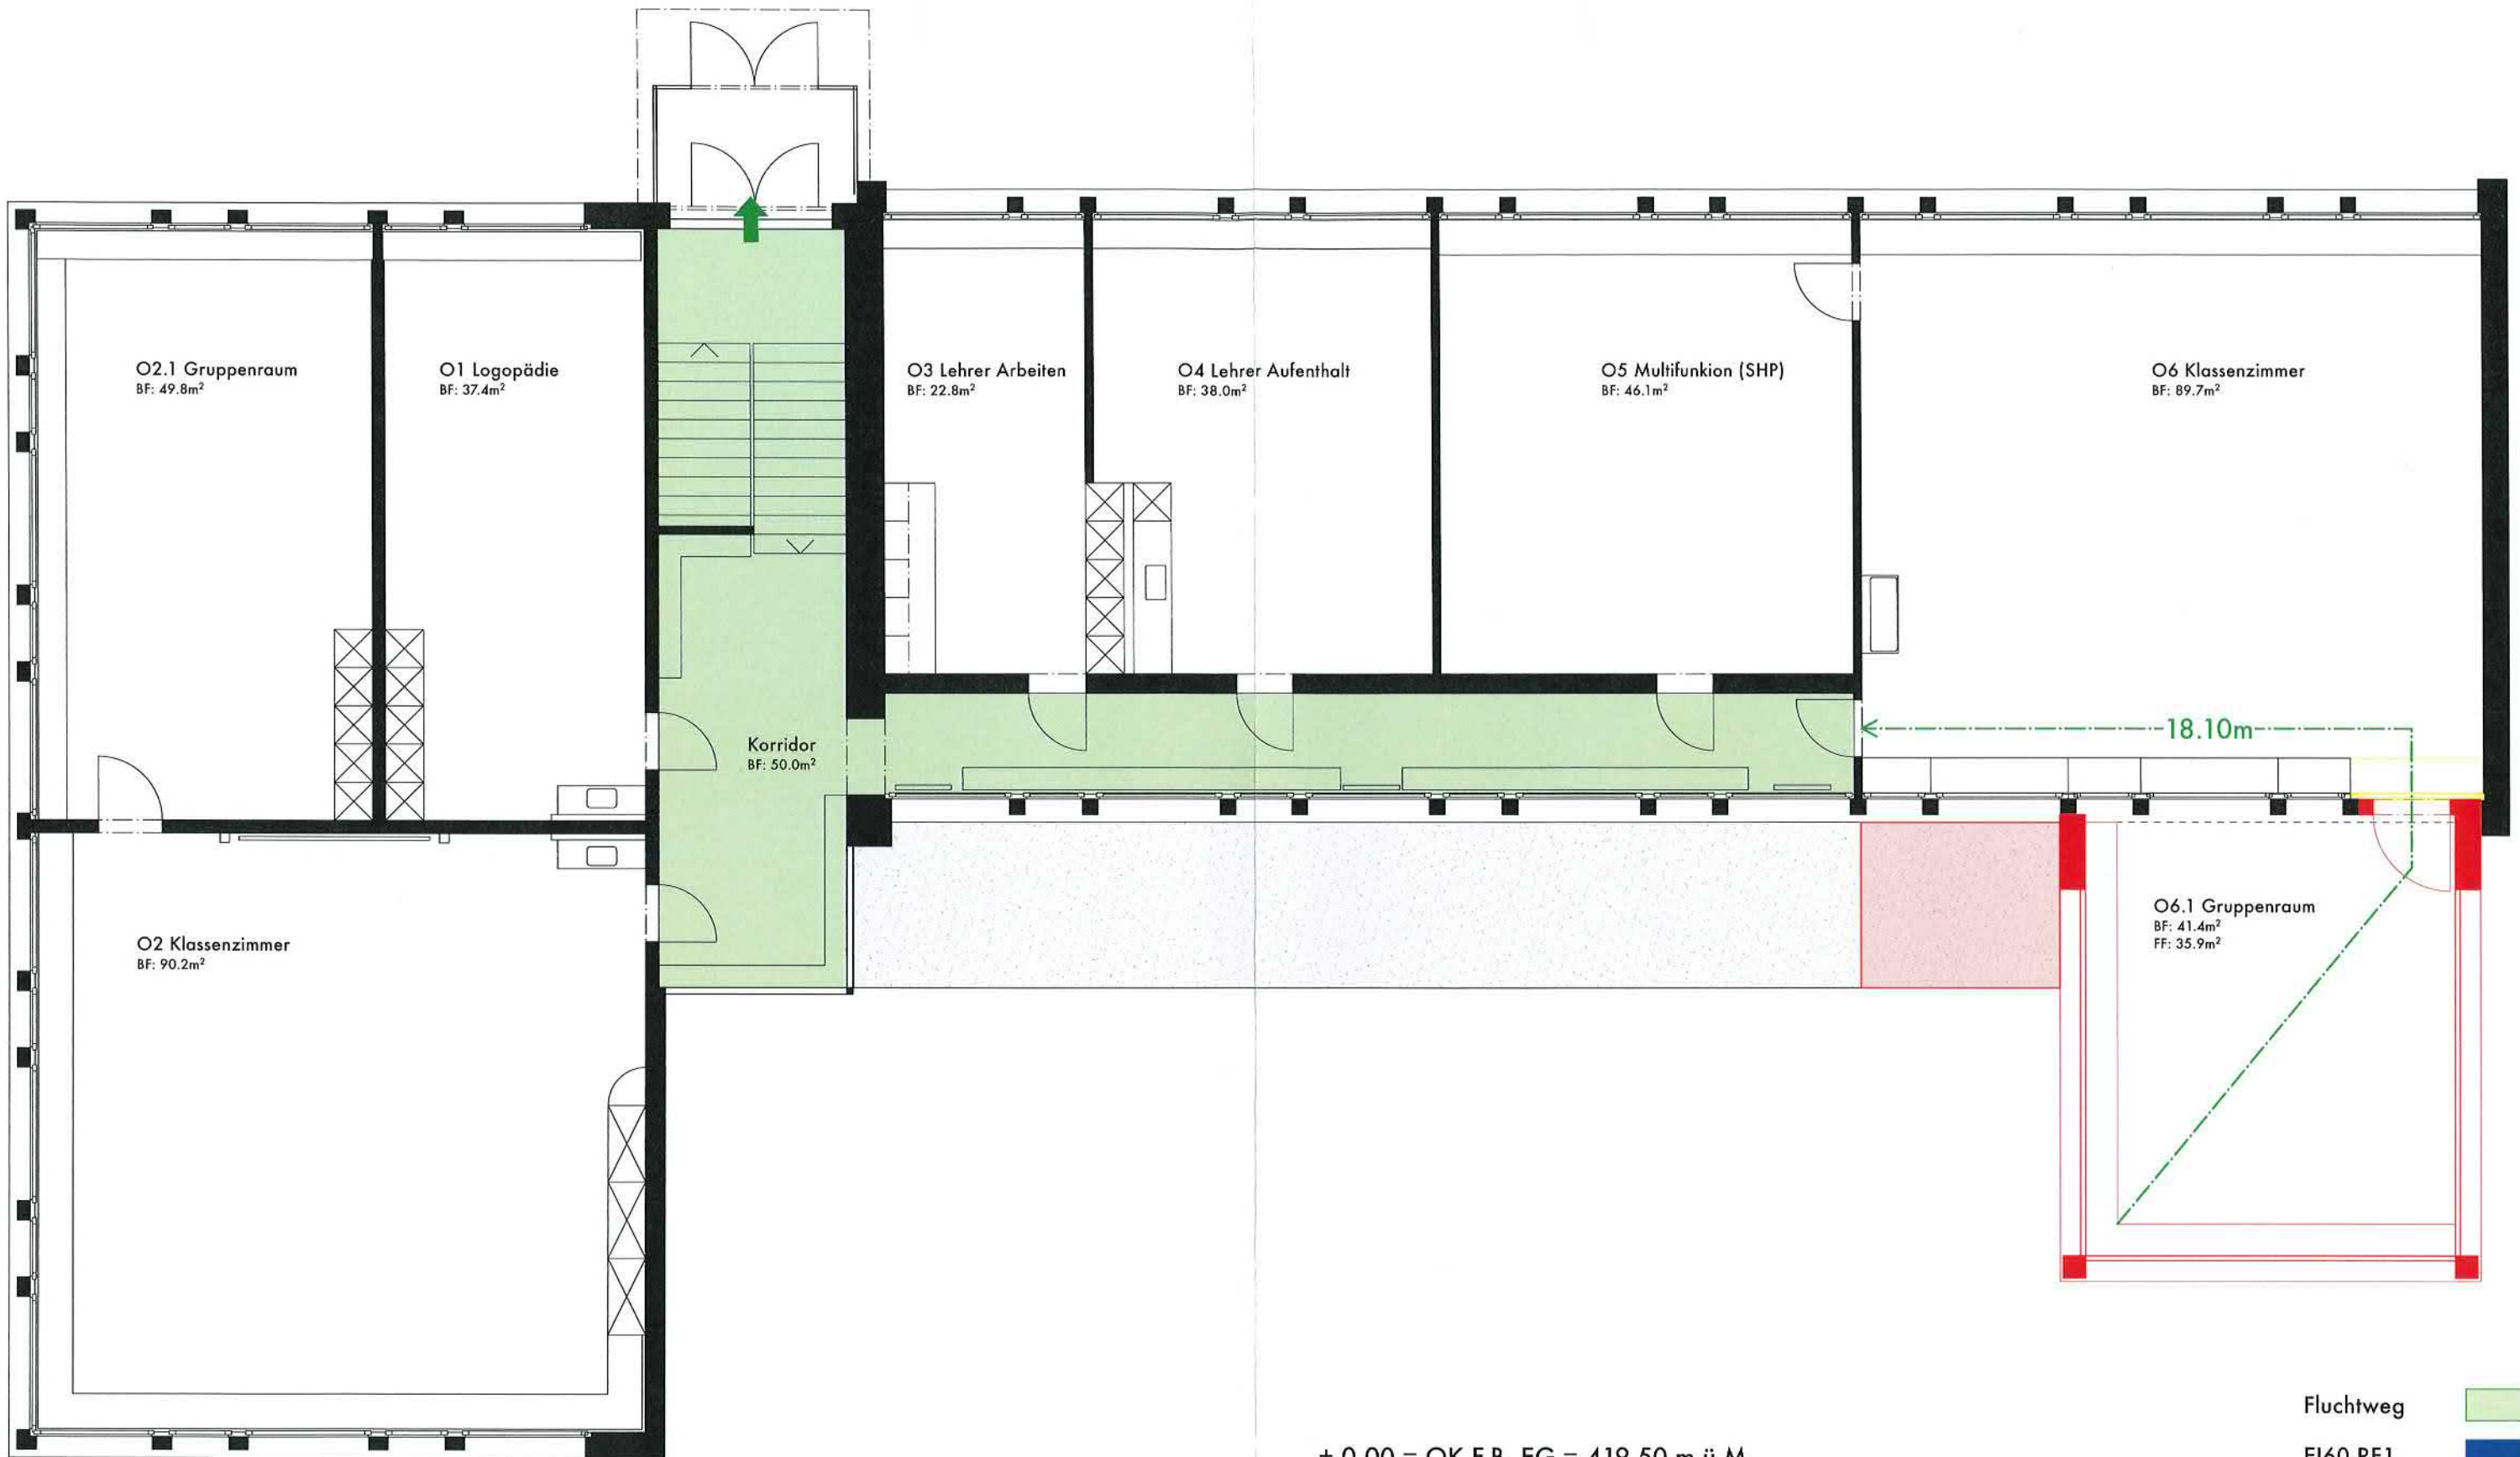 O2.1 Gruppenraum
BF: 49.8m²
O1 Logopädie
BF: 37.4m²
O3 Lehrer Arbeiten
BF: 22.8m²
O4 Lehrer Aufenthalt
BF: 38.0m²
O5 Multifunkion (SHP)
BF: 46.1m²
O6 Klassenzimmer
BF: 89.7m²
18.10m
Korridor
BF: 50.0m²
O6.1 Gruppenraum
BF: 41.4m²
FF: 35.9m²
O2 Klassenzimmer
BF: 90.2m²
Fluchtweg